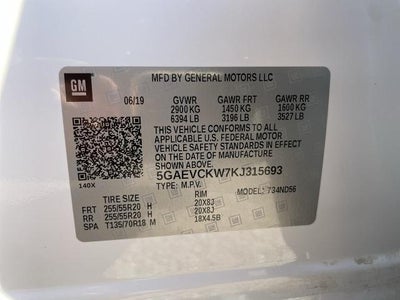 GM
MFD BY GENERAL MOTORS LLC
06/19 GVWR GAWR FRT GAWR RR
2900 KG 1450 KG 1600 KG
6394 LB 3196 LB 3527 LB
THIS VEHICLE CONFORMS TO ALL
APPLICABLE U.S. FEDERAL MOTOR
VEHICLE SAFETY STANDARDS IN EFFECT
ON THE DATE OF MANUFACTURE
SHOWN ABOVE.
5GAEVCKW7KJ315693
140X TYPE: M.P.V. MODEL: 734ND56
TIRE SIZE RIM
FRT 255/55R20 H 20X8J
RR 255/55R20 H 20X8J
SPA T135/70R18 M 18X4.5B